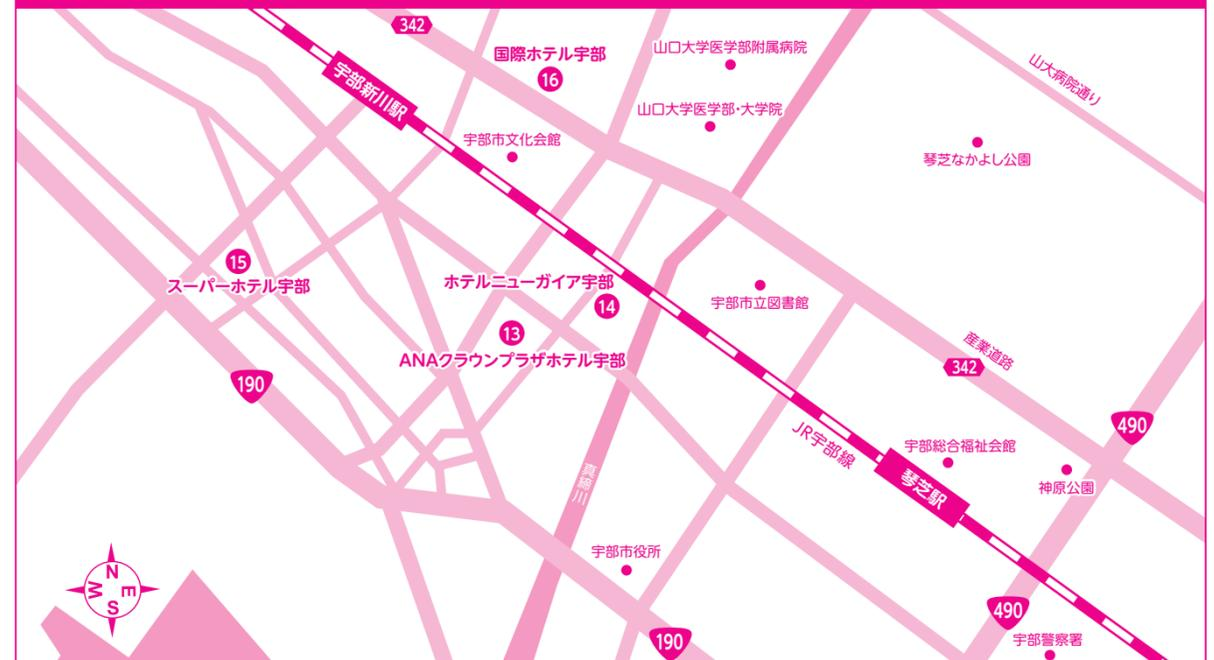 342
国際ホテル宇部
16
山口大学医学部附属病院
山大病院通り
宇部新川駅
山口大学医学部・大学院
宇部市文化会館
琴芝なかよし公園
15
スーパーホテル宇部
ホテルニューガイア宇部
14
宇部市立図書館
13
ANAクラウンプラザホテル宇部
産業道路
342
190
490
JR宇部線
宇部総合福祉会館
琴芝駅
神原公園
真締川
宇部市役所
N
W
E
S
490
190
宇部警察署